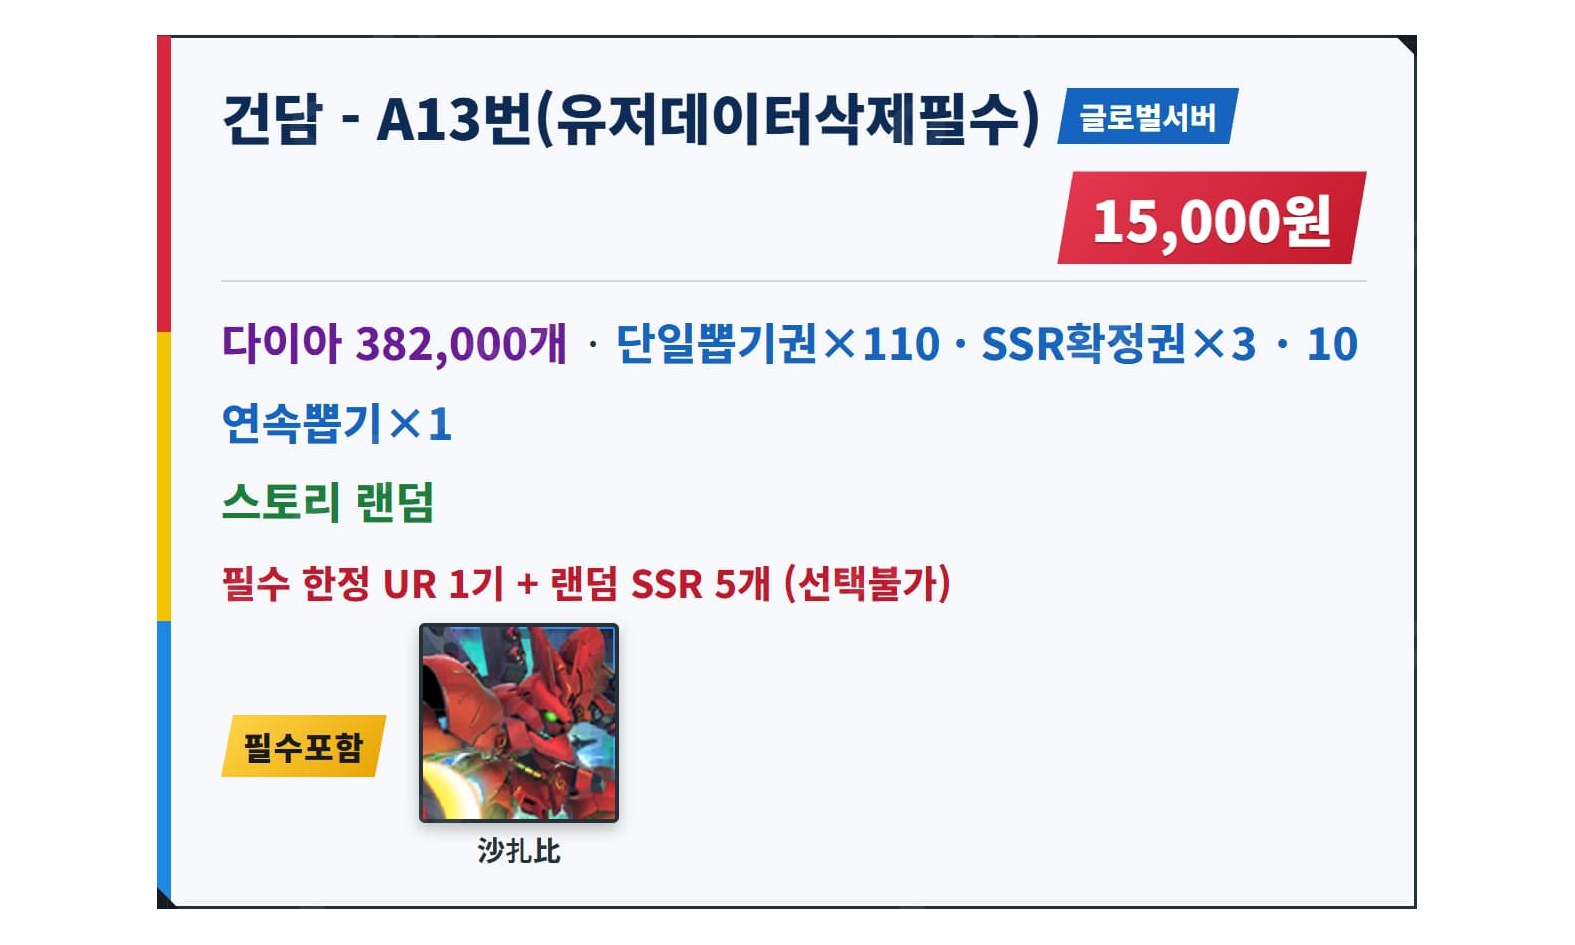 건담 - A13번(유저데이터삭제필수) 글로벌서버
15,000원
다이아 382,000개 · 단일뽑기권×110 · SSR확정권×3 · 10
연속뽑기×1
스토리 랜덤
필수 한정 UR 1기 + 랜덤 SSR 5개 (선택불가)
필수포함
沙扎比